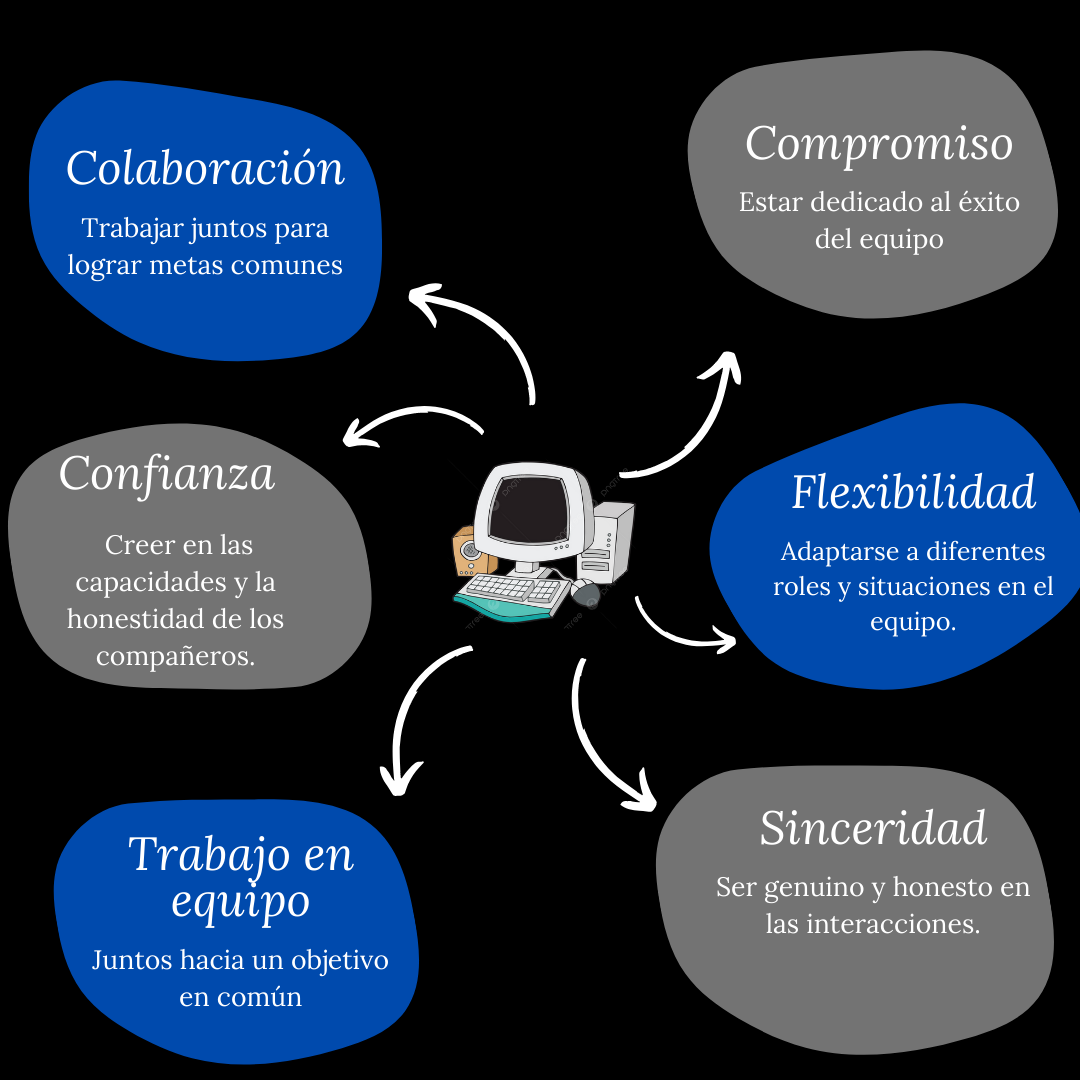 Colaboración
Trabajar juntos para
lograr metas comunes
Compromiso
Estar dedicado al éxito
del equipo
Confianza
Creer en las
capacidades y la
honestidad de los
compañeros.
Flexibilidad
Adaptarse a diferentes
roles y situaciones en el
equipo.
Trabajo en
equipo
Juntos hacia un objetivo
en común
Sinceridad
Ser genuino y honesto en
las interacciones.